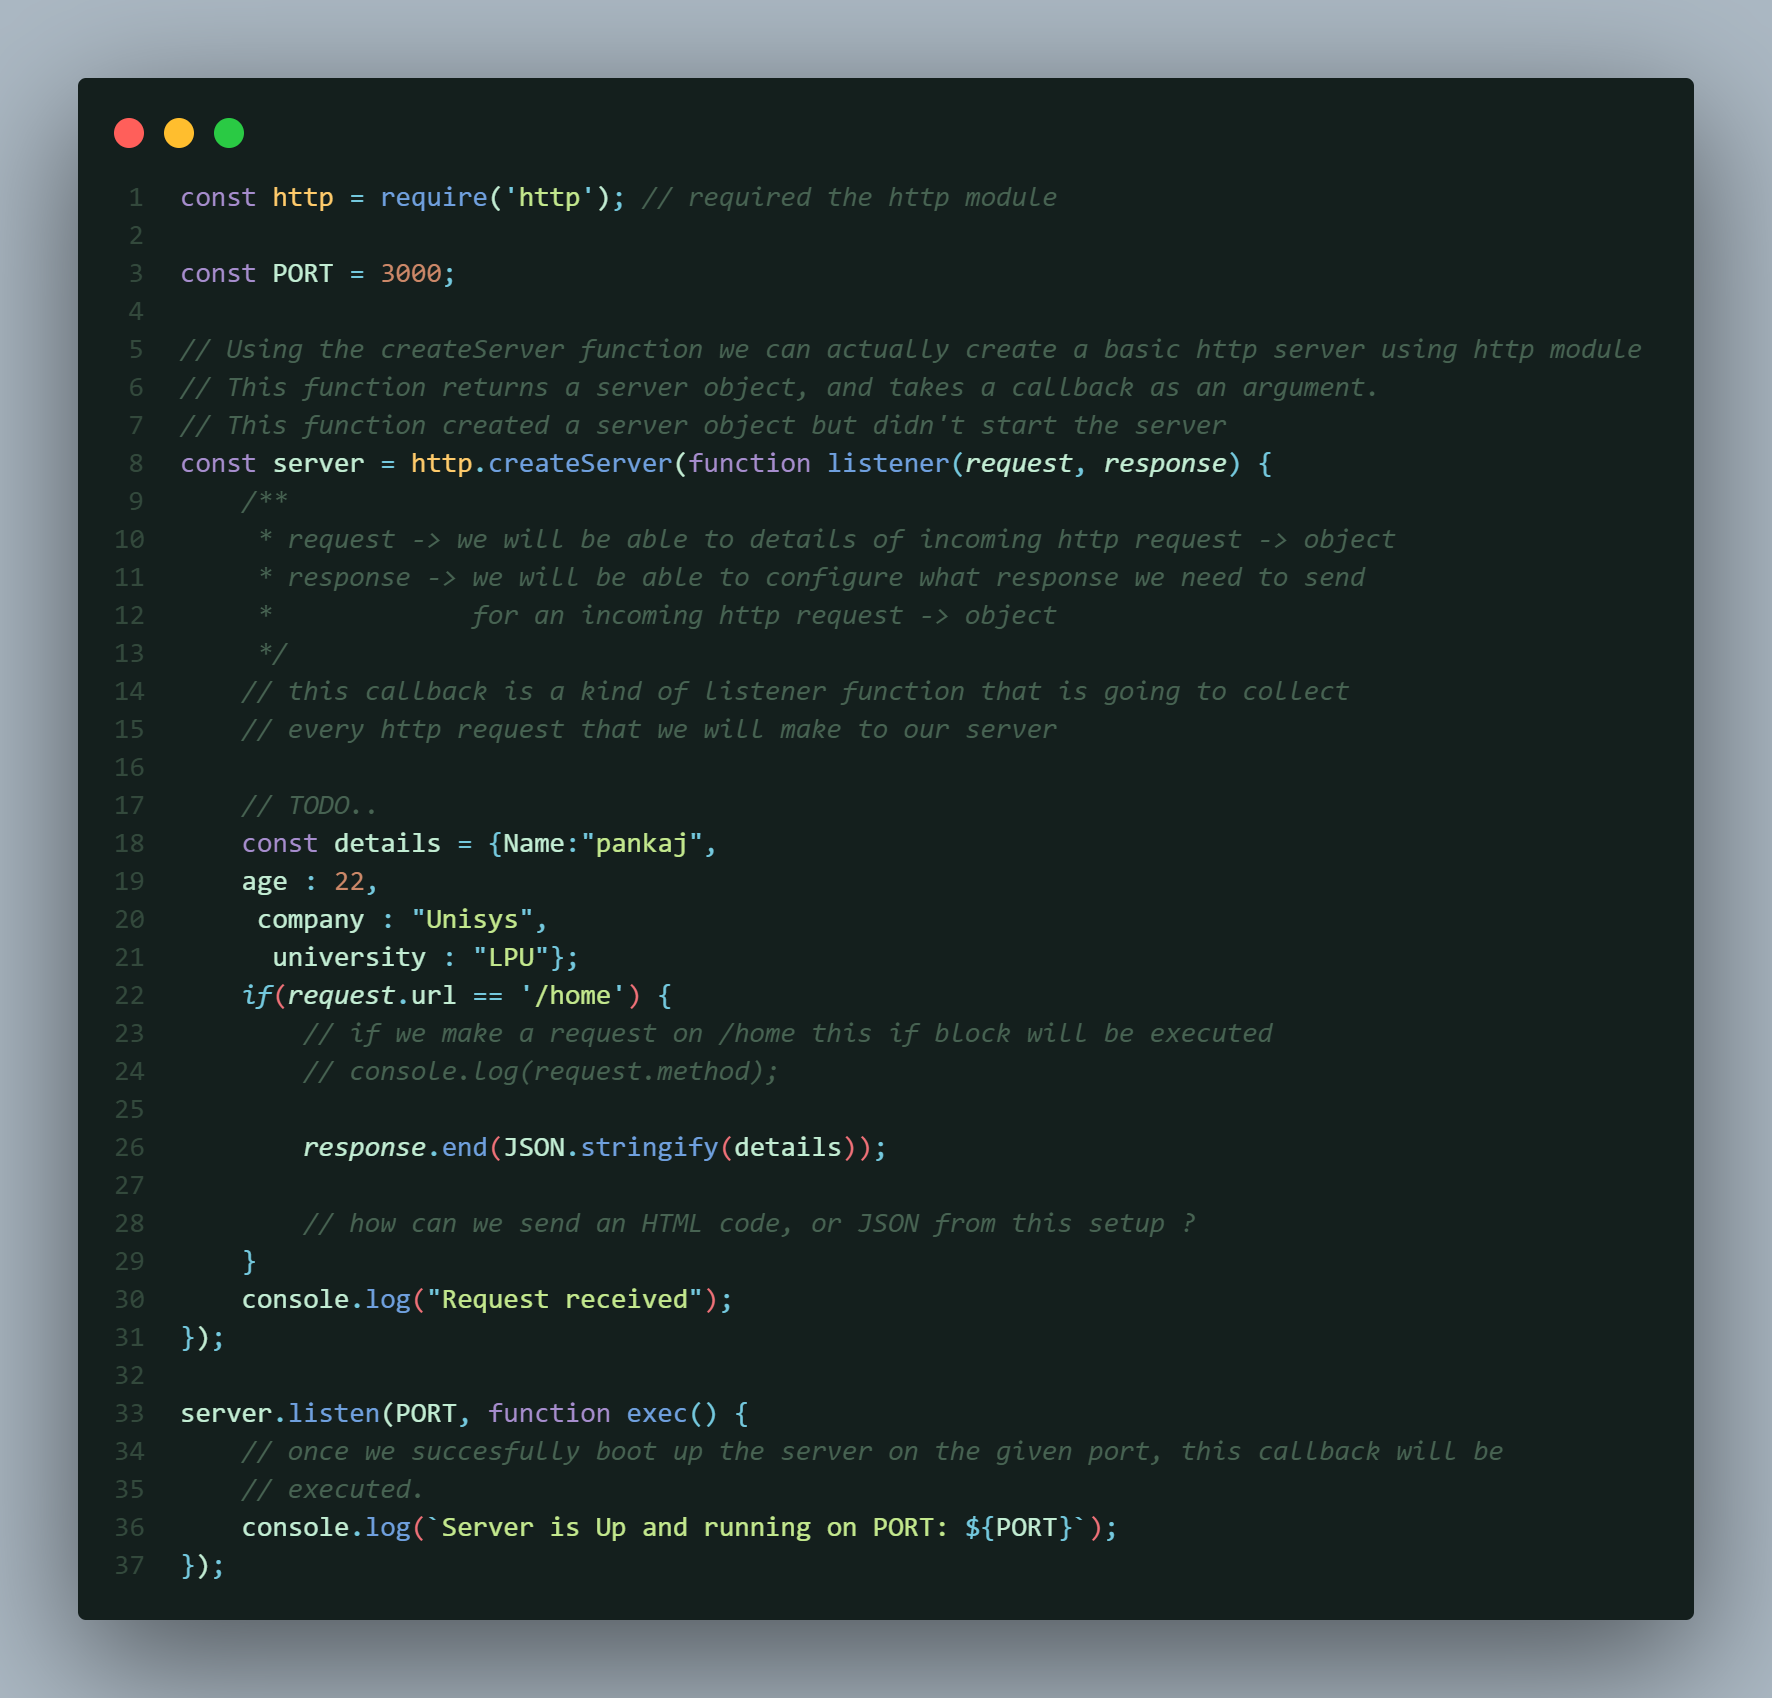 1 const http = require('http'); // required the http module
2
3 const PORT = 3000;
4
5 // Using the createServer function we can actually create a basic http server using http module
6 // This function returns a server object, and takes a callback as an argument.
7 // This function created a server object but didn't start the server
8 const server = http.createServer(function listener(request, response) {
9     /**
10      * request -> we will be able to details of incoming http request -> object
11      * response -> we will be able to configure what response we need to send
12      *             for an incoming http request -> object
13      */
14     // this callback is a kind of listener function that is going to collect
15     // every http request that we will make to our server
16
17     // TODO..
18     const details = {Name:"pankaj",
19     age : 22,
20      company : "Unisys",
21       university : "LPU"};
22     if(request.url == '/home') {
23         // if we make a request on /home this if block will be executed
24         // console.log(request.method);
25
26         response.end(JSON.stringify(details));
27
28         // how can we send an HTML code, or JSON from this setup ?
29     }
30     console.log("Request received");
31 });
32
33 server.listen(PORT, function exec() {
34     // once we succesfully boot up the server on the given port, this callback will be
35     // executed.
36     console.log(`Server is Up and running on PORT: ${PORT}`);
37 });